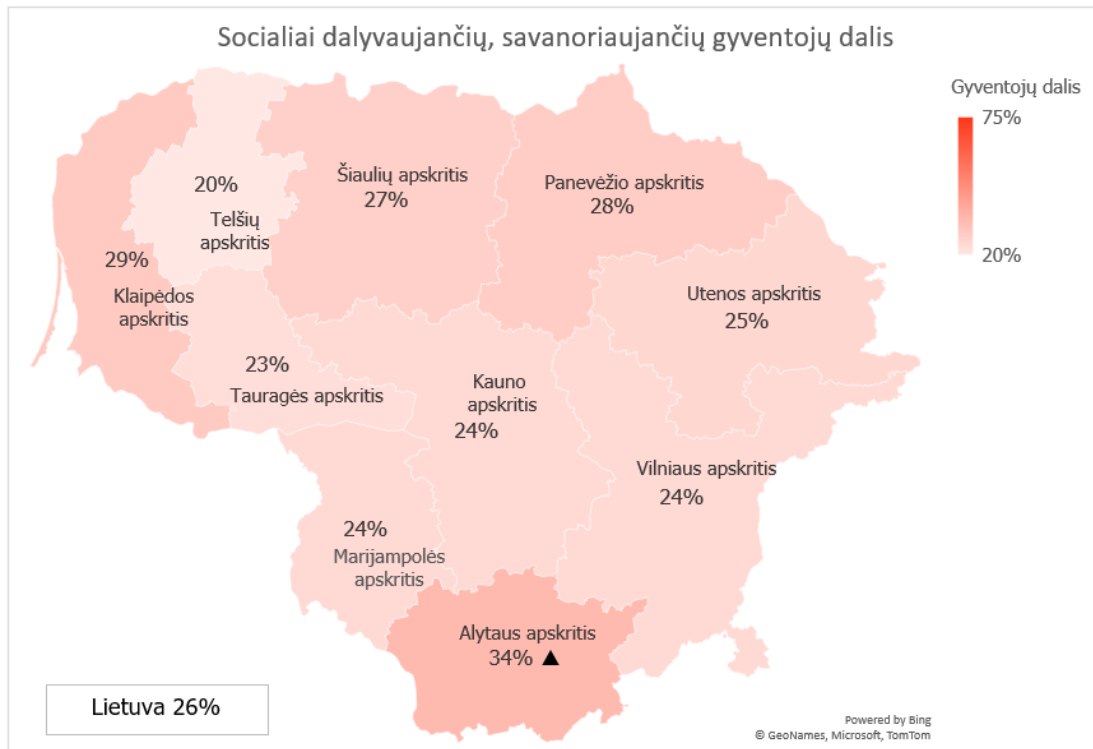 Socialiai dalyvaujančių, savanoriaujančių gyventojų dalis
Gyventojų dalis
75%
20%
20%
Telšių
apskritis
Šiaulių apskritis
27%
Panevėžio apskritis
28%
29%
Klaipėdos
apskritis
Utenos apskritis
25%
23%
Tauragės apskritis
Kauno
apskritis
24%
Vilniaus apskritis
24%
24%
Marijampolės
apskritis
Alytaus apskritis
34% ▲
Lietuva 26%
Powered by Bing
© GeoNames, Microsoft, TomTom